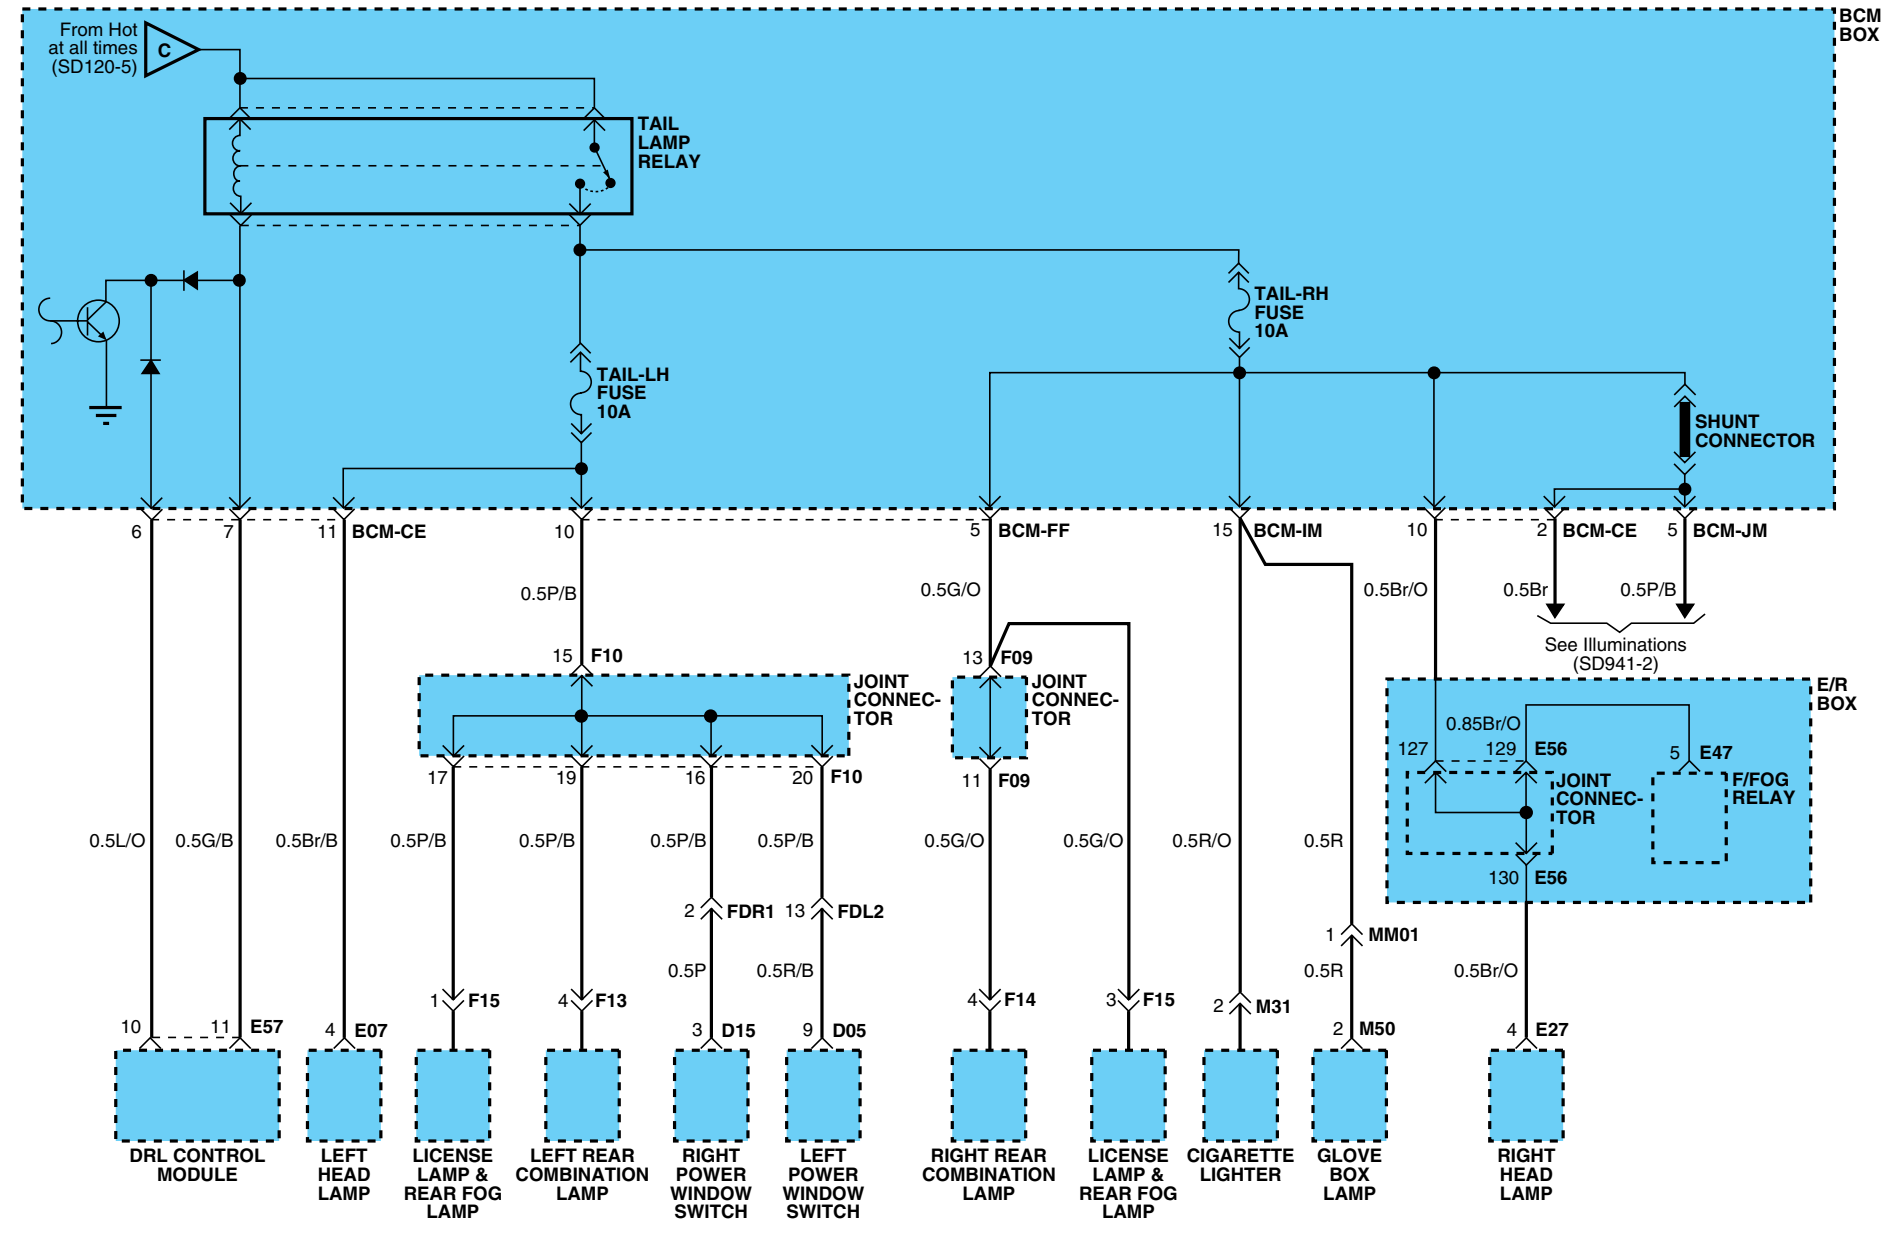 From Hot
at all times
(SD120-5)
C
BCM
BOX
TAIL
LAMP
RELAY
TAIL-RH
FUSE
10A
TAIL-LH
FUSE
10A
SHUNT
CONNECTOR
6
7
11
BCM-CE
10
5
BCM-FF
15
BCM-IM
10
2
BCM-CE
5
BCM-JM
0.5P/B
0.5G/O
0.5Br/O
0.5Br
0.5P/B
See Illuminations
(SD941-2)
15
F10
13
F09
JOINT
CONNEC-
TOR
JOINT
CONNEC-
TOR
E/R
BOX
0.85Br/O
127
129
E56
5
E47
17
19
16
20
F10
11
F09
JOINT
CONNEC-
TOR
F/FOG
RELAY
0.5L/O
0.5G/B
0.5Br/B
0.5P/B
0.5P/B
0.5P/B
0.5P/B
0.5G/O
0.5G/O
0.5R/O
0.5R
130
E56
2
FDR1
13
FDL2
1
MM01
0.5P
0.5R/B
0.5R
0.5Br/O
1
F15
4
F13
4
F14
3
F15
2
M31
10
11
E57
4
E07
3
D15
9
D05
2
M50
4
E27
DRL CONTROL
MODULE
LEFT
HEAD
LAMP
LICENSE
LAMP &
REAR FOG
LAMP
LEFT REAR
COMBINATION
LAMP
RIGHT
POWER
WINDOW
SWITCH
LEFT
POWER
WINDOW
SWITCH
RIGHT REAR
COMBINATION
LAMP
LICENSE
LAMP &
REAR FOG
LAMP
CIGARETTE
LIGHTER
GLOVE
BOX
LAMP
RIGHT
HEAD
LAMP